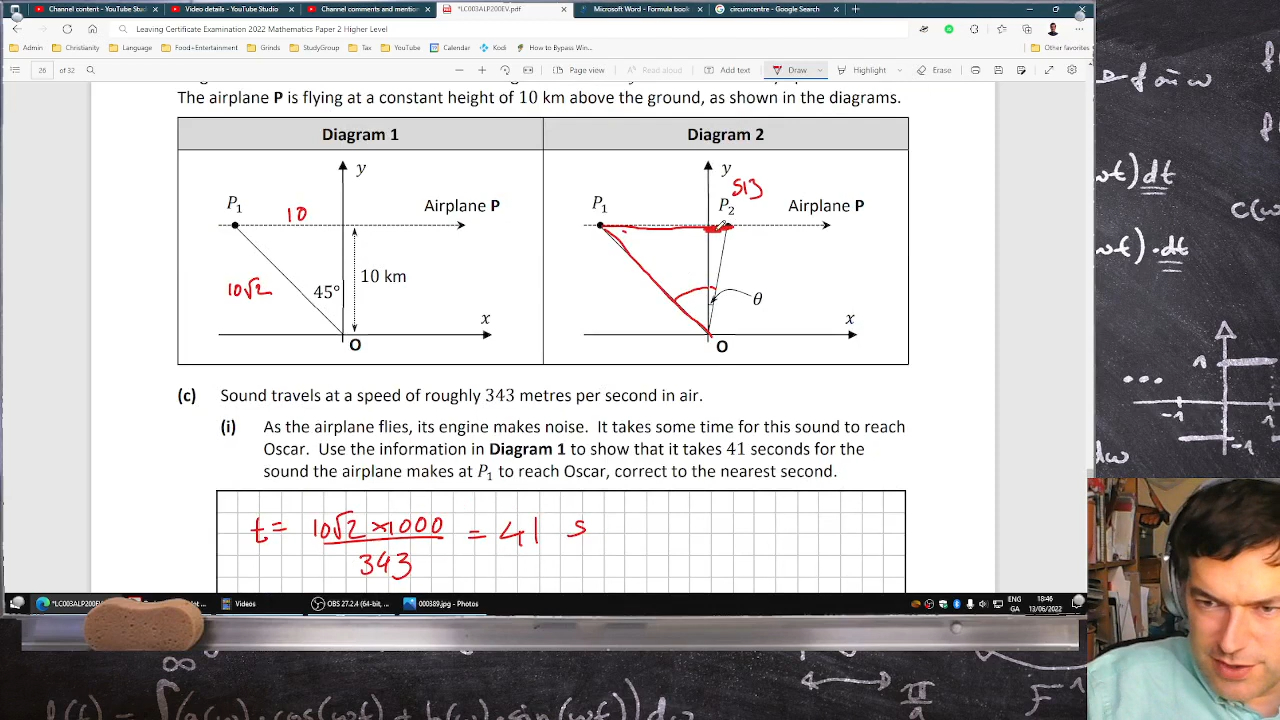 Channel content - YouTube Studio
Video details - YouTube Studio
Channel comments and mention
*LC003ALP200EV.pdf
Microsoft Word - Formula book
circumcentre - Google Search
Leaving Certificate Examination 2022 Mathematics Paper 2 Higher Level
Admin
Christianity
Language
Food+Entertainment
Grinds
StudyGroup
Tax
YouTube
Calendar
Kodi
How to Bypass Win...
Other favorites
26 of 32
Page view
Read aloud
Add text
Draw
Highlight
Erase
The airplane P is flying at a constant height of 10 km above the ground, as shown in the diagrams.
Diagram 1 Diagram 2
y y
P₁ 10 Airplane P P₁ P₂ 513 Airplane P
10√2 45° 10 km θ
x x
O O
(c) Sound travels at a speed of roughly 343 metres per second in air.
(i) As the airplane flies, its engine makes noise. It takes some time for this sound to reach
Oscar. Use the information in Diagram 1 to show that it takes 41 seconds for the
sound the airplane makes at P₁ to reach Oscar, correct to the nearest second.
t = 10√2 ×1000 / 343 = 41 s
*LC003ALP200EV.p...
Videos
OBS 27.2.4 (64-bit, ...
000389.jpg - Photos
ENG
GA
18:46
13/06/2022